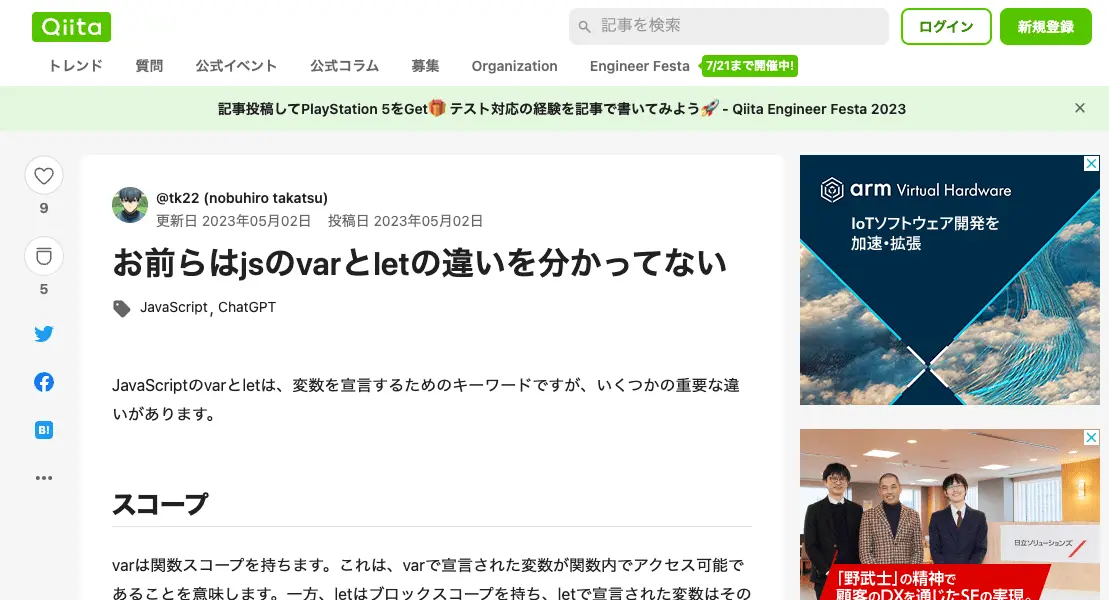 Qiita
記事を検索
ログイン
新規登録
トレンド
質問
公式イベント
公式コラム
募集
Organization
Engineer Festa
7/21まで開催中!
記事投稿してPlayStation 5をGet🎁 テスト対応の経験を記事で書いてみよう🚀 - Qiita Engineer Festa 2023
9
5
B!
@tk22 (nobuhiro takatsu)
更新日 2023年05月02日 投稿日 2023年05月02日
お前らはjsのvarとletの違いを分かってない
JavaScript, ChatGPT
JavaScriptのvarとletは、変数を宣言するためのキーワードですが、いくつかの重要な違
いがあります。
スコープ
varは関数スコープを持ちます。これは、varで宣言された変数が関数内でアクセス可能で
あることを意味します。一方、letはブロックスコープを持ち、letで宣言された変数はその
arm Virtual Hardware
IoTソフトウェア開発を
加速・拡張
日立ソリューションズ
「野武士」の精神で
顧客のDXを通じたSEの実現。